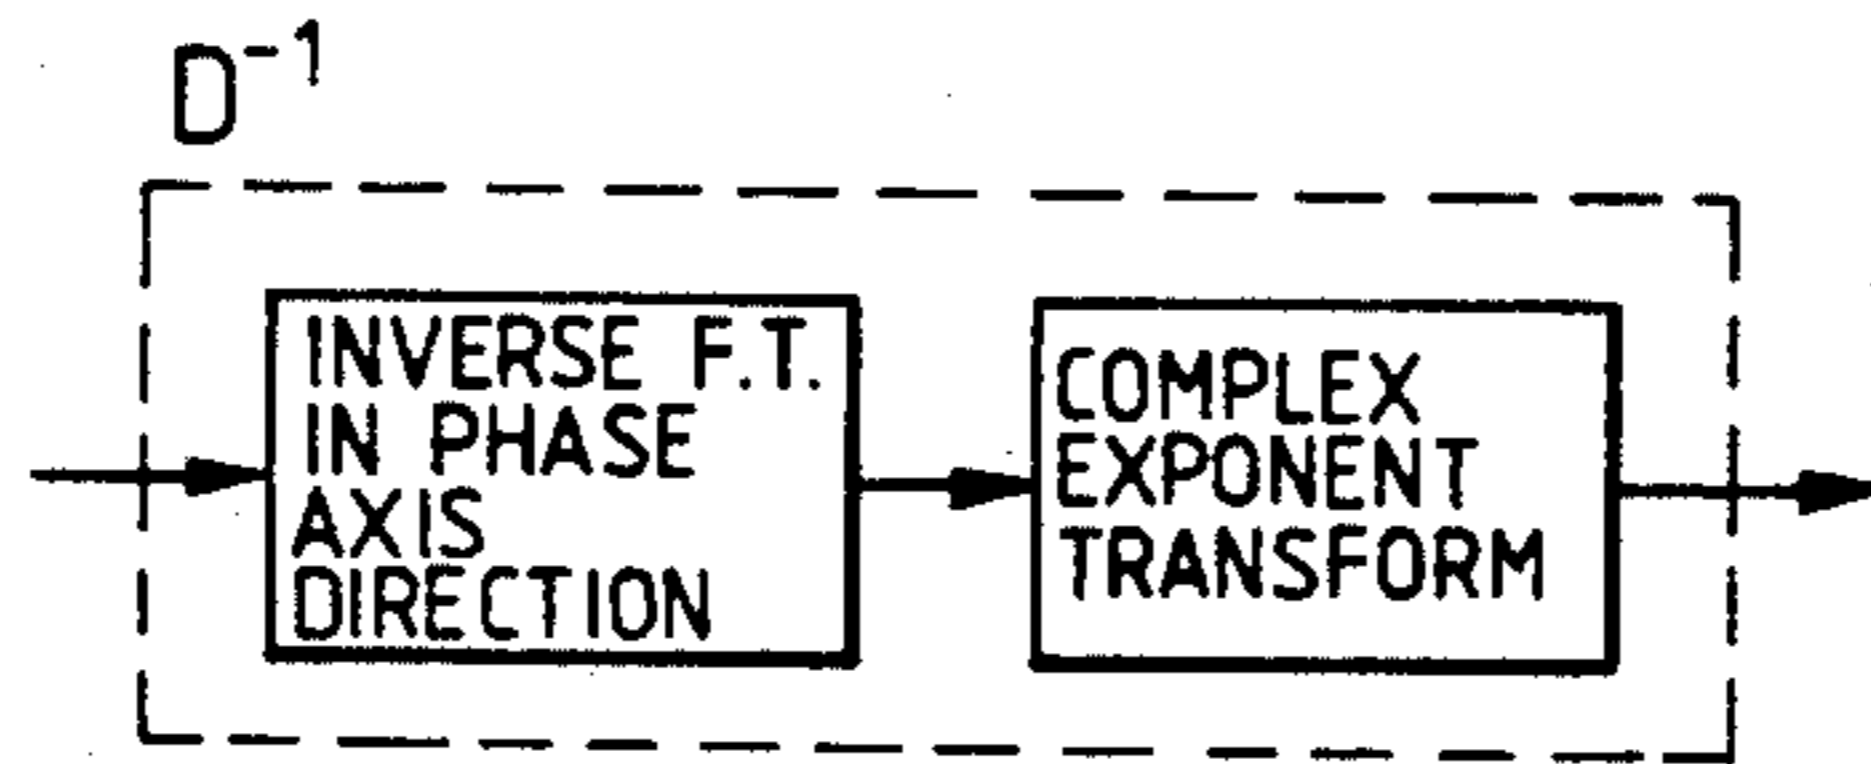 D⁻¹
INVERSE F.T.
IN PHASE
AXIS
DIRECTION
COMPLEX
EXPONENT
TRANSFORM